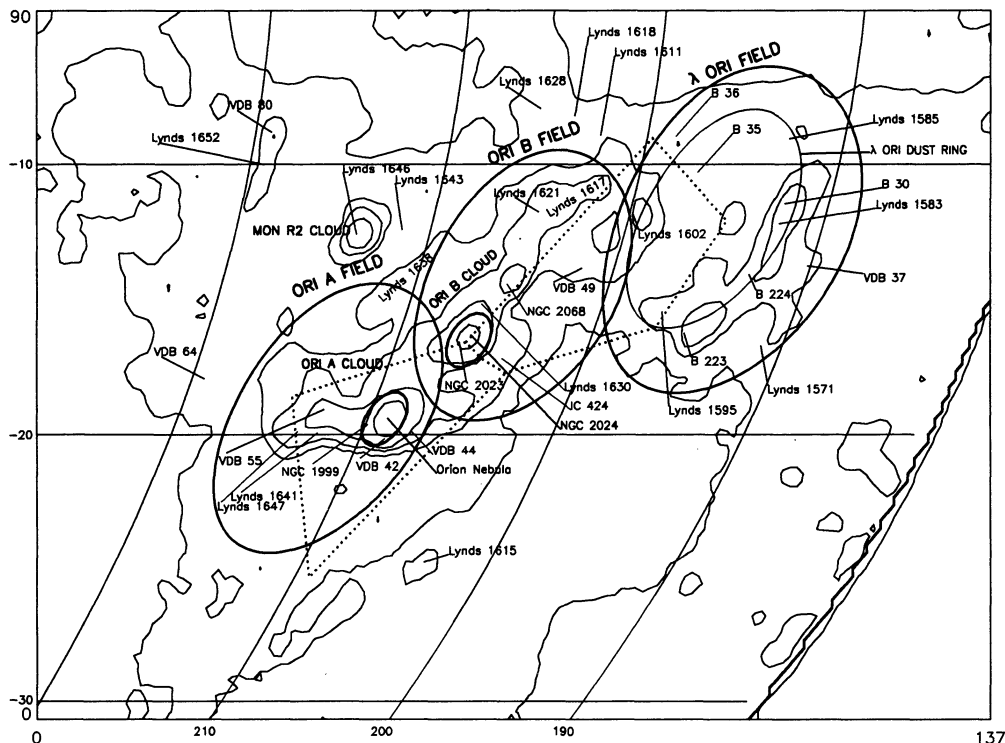 90
Lynds 1618
Lynds 1611
λ ORI FIELD
Lynds 1628
B 36
VDB 80
Lynds 1585
Lynds 1652
ORI B FIELD
B 35
λ ORI DUST RING
-10
Lynds 1646
Lynds 1643
B 30
Lynds 1621
Lynds 1617
Lynds 1583
MON R2 CLOUD
Lynds 1602
ORI A FIELD
Lynds 1638
ORI B CLOUD
VDB 49
VDB 37
B 224
NGC 2068
VDB 64
ORI A CLOUD
B 223
NGC 2023
Lynds 1630
Lynds 1571
IC 424
Lynds 1595
NGC 2024
-20
VDB 55
VDB 44
NGC 1999
VDB 42
Orion Nebula
Lynds 1641
Lynds 1647
Lynds 1615
-30
0
0
210
200
190
137